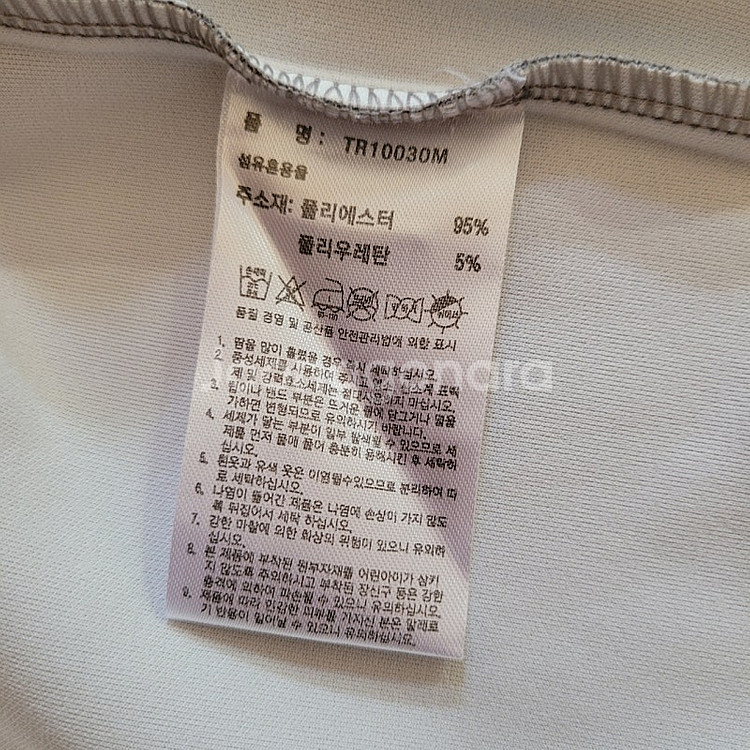 품 명 : TR10030M
섬유혼용율
주소재: 폴리에스터 95%
폴리우레탄 5%
품질 경영 및 공산품 안전관리법에 의한 표시
1. 땀을 많이 흘렸을 경우 즉시 세탁하십시오.
2. 중성세제를 사용하여 주시고 염소계 표백
제 및 강력효소세제는 절대사용하지 마십시오.
3. 밴드 부분은 뜨거운 물에 담그거나 열을
가하면 변형되므로 유의하시기 바랍니다.
4. 세제가 닿는 부분이 일부 탈색될 수 있으므로 세
제를 먼저 물에 풀어 충분히 용해시킨 후 세탁하
십시오.
5. 흰옷과 유색 옷은 이염될수있으므로 분리하여 따
로 세탁하십시오.
6. 나염이 들어간 제품은 나염에 손상이 가지 않도
록 뒤집어서 세탁 하십시오.
7. 강한 마찰에 의한 화상의 위험이 있으니 유의하
십시오.
8. 본 제품에 부착된 원부자재를 어린아이가 삼키
지 않도록 주의하시고 부착된 장신구 등은 강한
충격에 의하여 파손될 수 있으니 유의하십시오.
9. 제품에 따라 민감한 피부를 가지신 분은 알레르
기 반응이 일어날 수 있으니 유의하십시오.